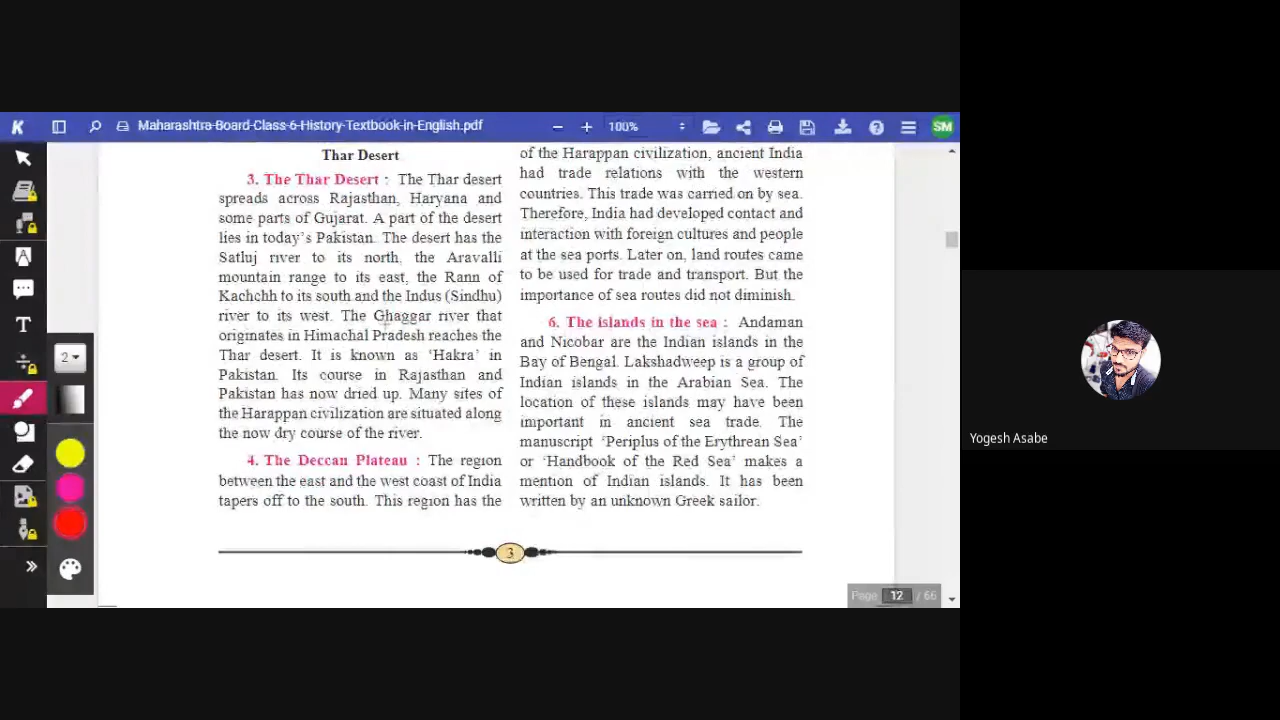 K
Maharashtra-Board-Class-6-History-Textbook-in-English.pdf
100%
SM
T
2
Thar Desert
3. The Thar Desert : The Thar desert
spreads across Rajasthan, Haryana and
some parts of Gujarat. A part of the desert
lies in today's Pakistan. The desert has the
Satluj river to its north, the Aravalli
mountain range to its east, the Rann of
Kachchh to its south and the Indus (Sindhu)
river to its west. The Ghaggar river that
originates in Himachal Pradesh reaches the
Thar desert. It is known as 'Hakra' in
Pakistan. Its course in Rajasthan and
Pakistan has now dried up. Many sites of
the Harappan civilization are situated along
the now dry course of the river.
4. The Deccan Plateau : The region
between the east and the west coast of India
tapers off to the south. This region has the
of the Harappan civilization, ancient India
had trade relations with the western
countries. This trade was carried on by sea.
Therefore, India had developed contact and
interaction with foreign cultures and people
at the sea ports. Later on, land routes came
to be used for trade and transport. But the
importance of sea routes did not diminish.
6. The islands in the sea : Andaman
and Nicobar are the Indian islands in the
Bay of Bengal. Lakshadweep is a group of
Indian islands in the Arabian Sea. The
location of these islands may have been
important in ancient sea trade. The
manuscript 'Periplus of the Erythrean Sea'
or 'Handbook of the Red Sea' makes a
mention of Indian islands. It has been
written by an unknown Greek sailor.
3
Page 12 / 66
Yogesh Asabe